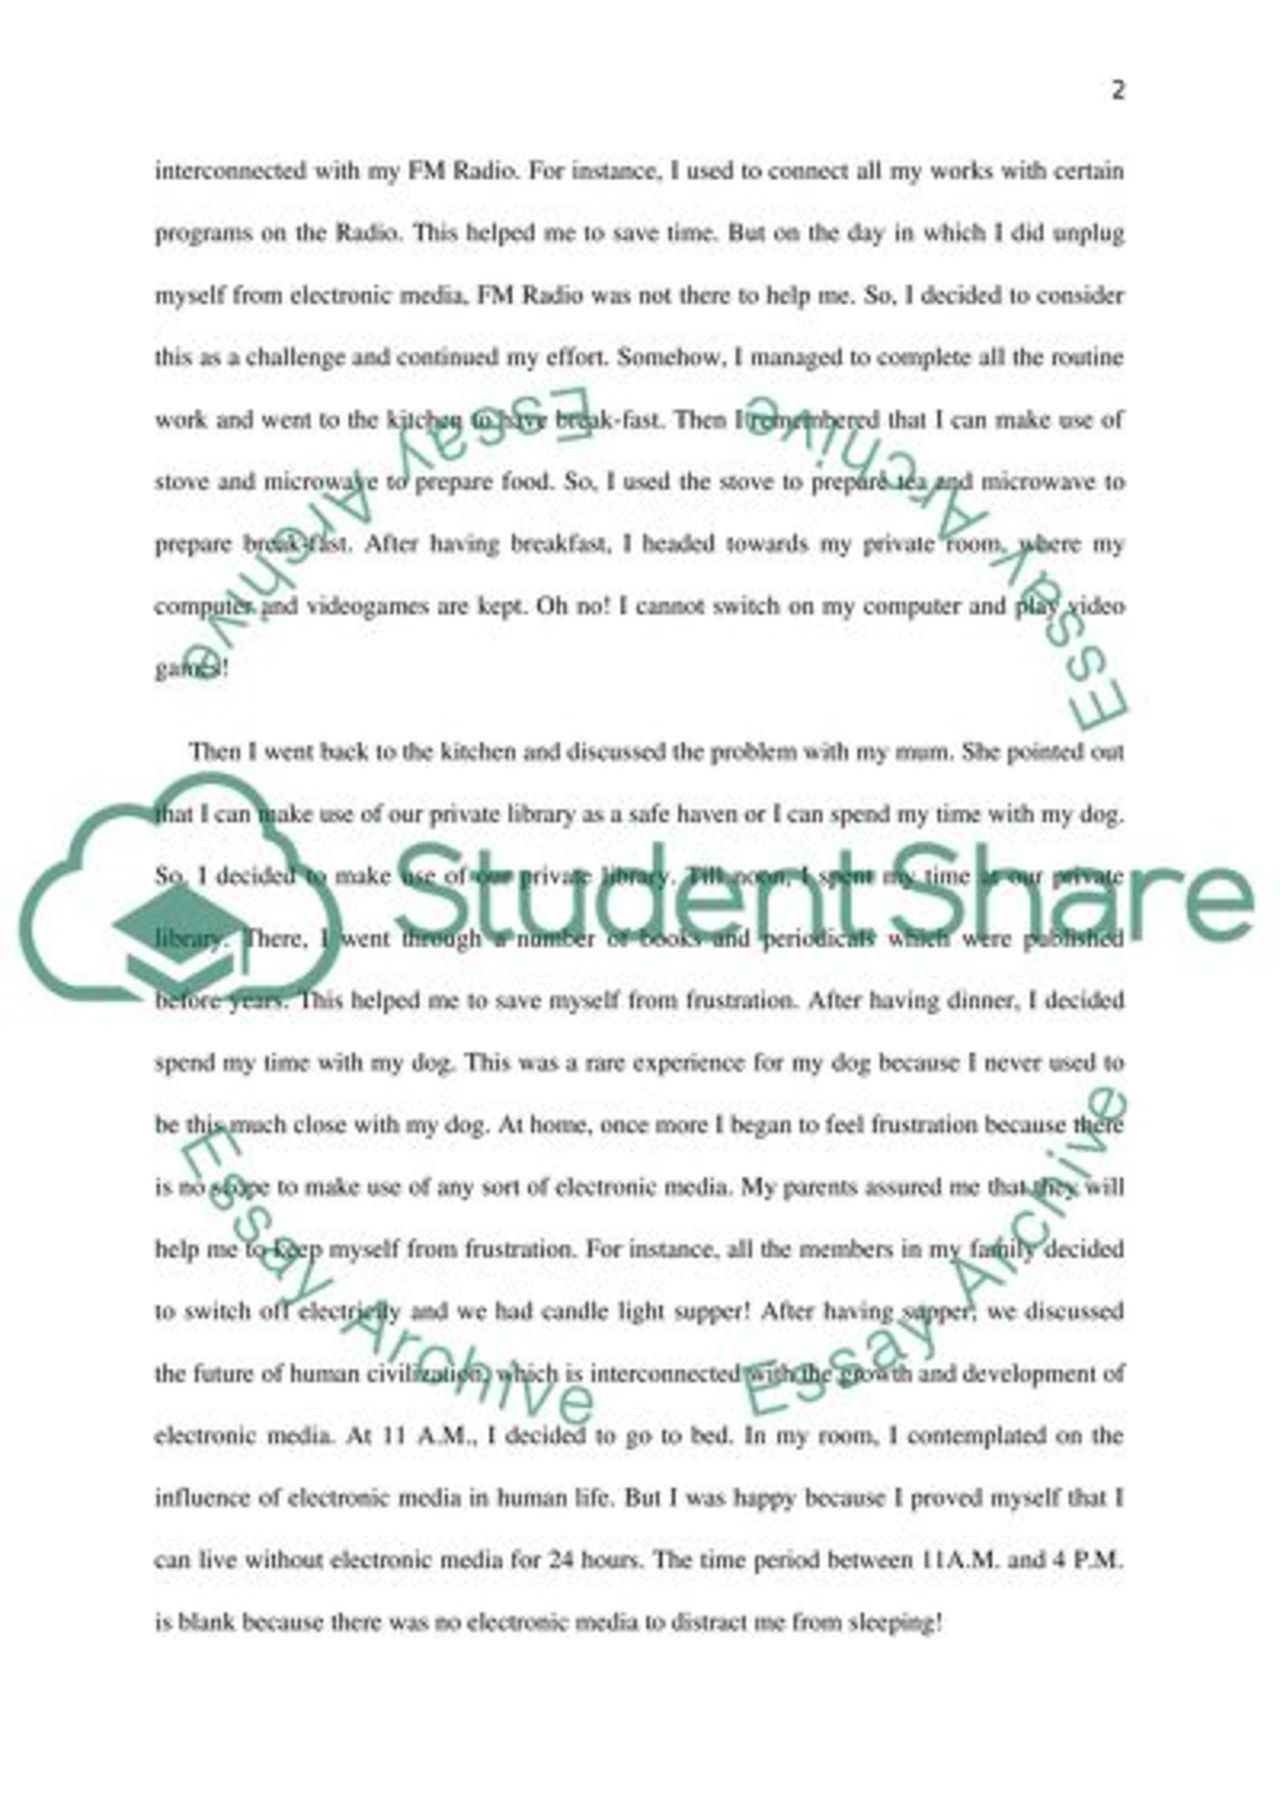 2
interconnected with my FM Radio. For instance, I used to connect all my works with certain
programs on the Radio. This helped me to save time. But on the day in which I did unplug
myself from electronic media, FM Radio was not there to help me. So, I decided to consider
this as a challenge and continued my effort. Somehow, I managed to complete all the routine
work and went to the kitchen to have break-fast. Then I remembered that I can make use of
stove and microwave to prepare food. So, I used the stove to prepare tea and microwave to
prepare break-fast. After having breakfast, I headed towards my private room, where my
computer and videogames are kept. Oh no! I cannot switch on my computer and play video
games!
Then I went back to the kitchen and discussed the problem with my mum. She pointed out
that I can make use of our private library as a safe haven or I can spend my time with my dog.
So, I decided to make use of our private library. Till noon, I spent my time at our private
library. There, I went through a number of books and periodicals which were published
before years. This helped me to save myself from frustration. After having dinner, I decided
spend my time with my dog. This was a rare experience for my dog because I never used to
be this much close with my dog. At home, once more I began to feel frustration because there
is no scope to make use of any sort of electronic media. My parents assured me that they will
help me to keep myself from frustration. For instance, all the members in my family decided
to switch off electricity and we had candle light supper! After having supper, we discussed
the future of human civilization, which is interconnected with the growth and development of
electronic media. At 11 A.M., I decided to go to bed. In my room, I contemplated on the
influence of electronic media in human life. But I was happy because I proved myself that I
can live without electronic media for 24 hours. The time period between 11A.M. and 4 P.M.
is blank because there was no electronic media to distract me from sleeping!
Essay Archive
Essay Archive
StudentShare
Essay Archive
Essay Archive